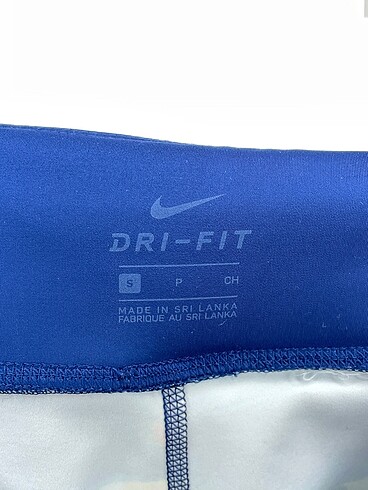 DRI-FIT
S P CH
MADE IN SRI LANKA
FABRIQUE AU SRI LANKA